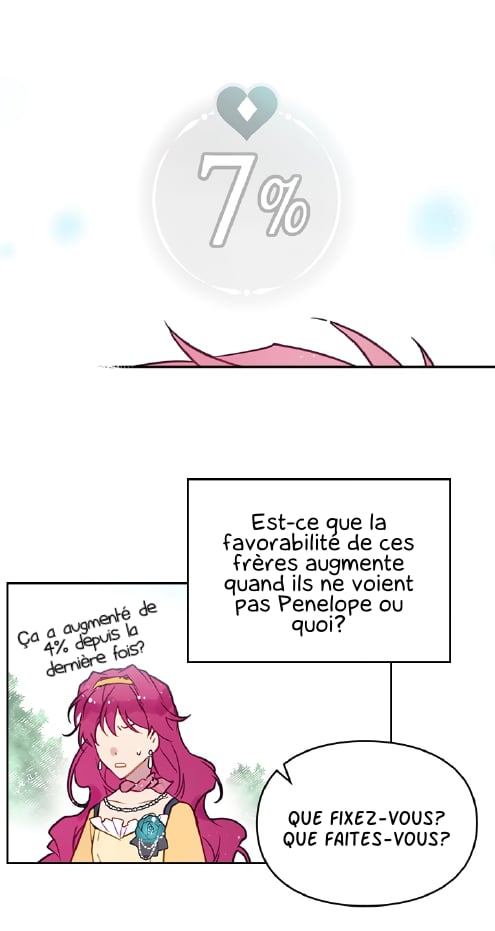 7%
Est-ce que la
favorabilité de ces
frères augmente
quand ils ne voient
pas Penelope ou
quoi?
Ça a augmenté de
4% depuis la
dernière fois?
QUE FIXEZ-VOUS?
QUE FAITES-VOUS?